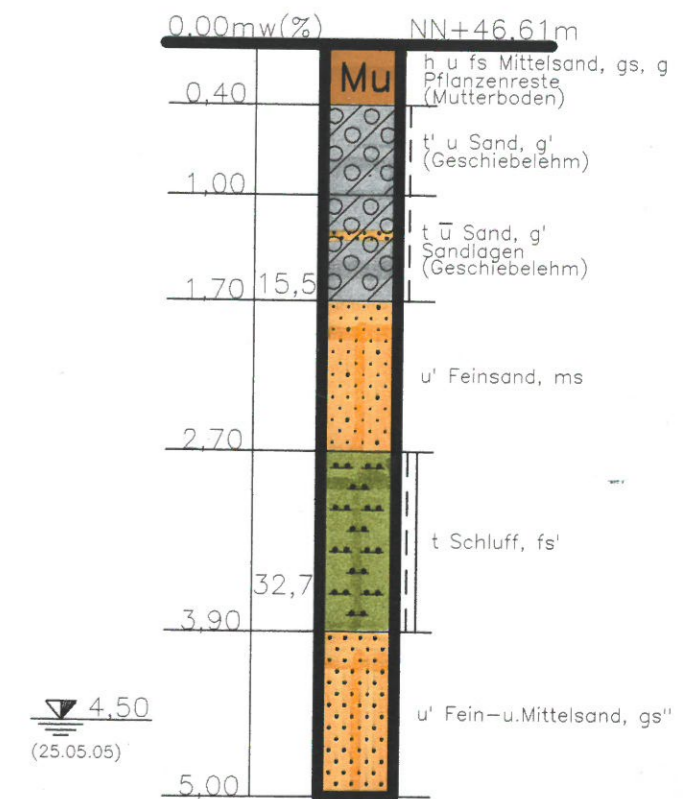 0,00m w(%) NN+46,61m
Mu
h u fs Mittelsand, gs, g
Pflanzenreste
(Mutterboden)
0,40
t' u Sand, g'
(Geschiebelehm)
1,00
t u̅ Sand, g'
Sandlagen
(Geschiebelehm)
1,70 15,5
u' Feinsand, ms
2,70
t Schluff, fs'
32,7
3,90
4,50
u' Fein-u.Mittelsand, gs"
(25.05.05)
5,00